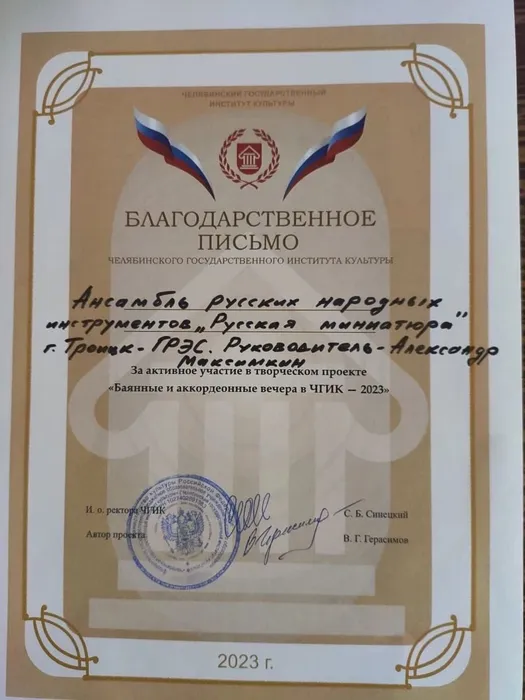 ЧЕЛЯБИНСКИЙ ГОСУДАРСТВЕННЫЙ
ИНСТИТУТ КУЛЬТУРЫ
БЛАГОДАРСТВЕННОЕ
ПИСЬМО
ЧЕЛЯБИНСКОГО ГОСУДАРСТВЕННОГО ИНСТИТУТА КУЛЬТУРЫ
Ансамбль русских народных
инструментов „Русская миниатюра"
г. Троицк-ГРЭС. Руководитель-Александр
Максимкин
За активное участие в творческом проекте
«Баянные и аккордеонные вечера в ЧГИК — 2023»
И. о. ректора ЧГИК
С. Б. Синецкий
Автор проекта
В. Г. Герасимов
2023 г.